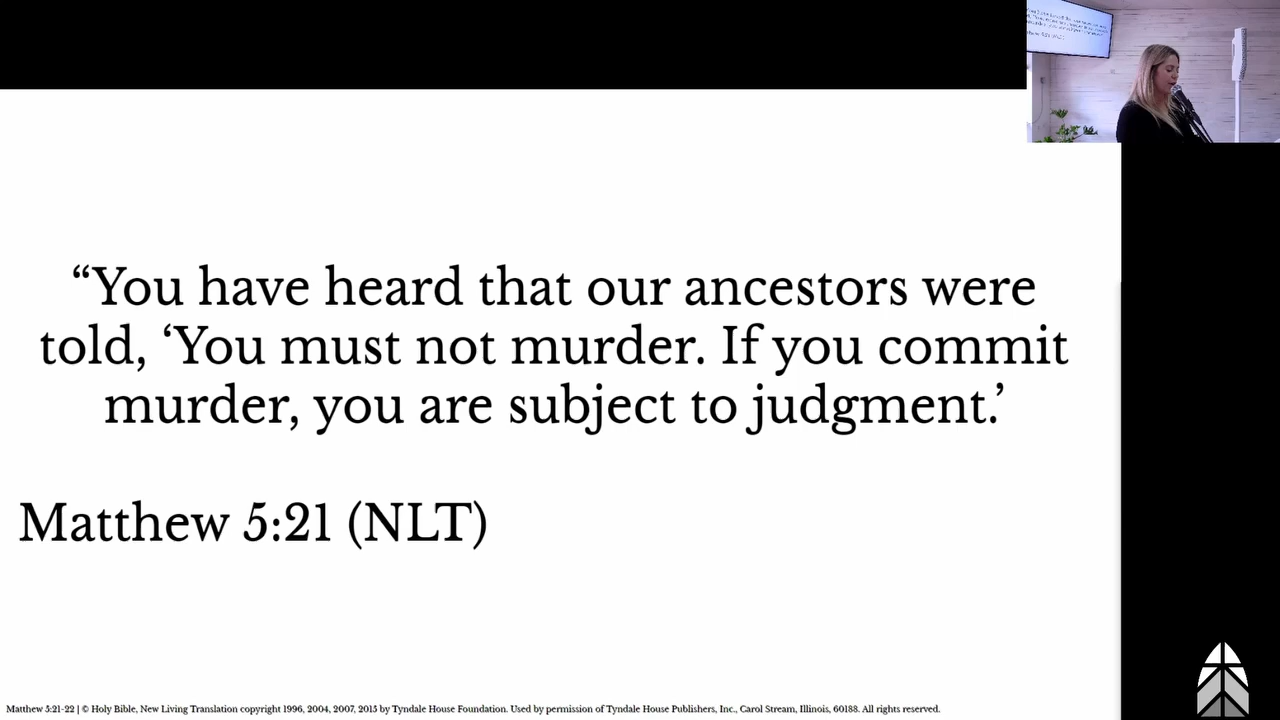 “You have heard that our ancestors were
told, ‘You must not murder. If you commit
murder, you are subject to judgment.’
Matthew 5:21 (NLT)
Matthew 5:21-22 | © Holy Bible, New Living Translation copyright 1996, 2004, 2007, 2015 by Tyndale House Foundation. Used by permission of Tyndale House Publishers, Inc., Carol Stream, Illinois, 60188. All rights reserved.